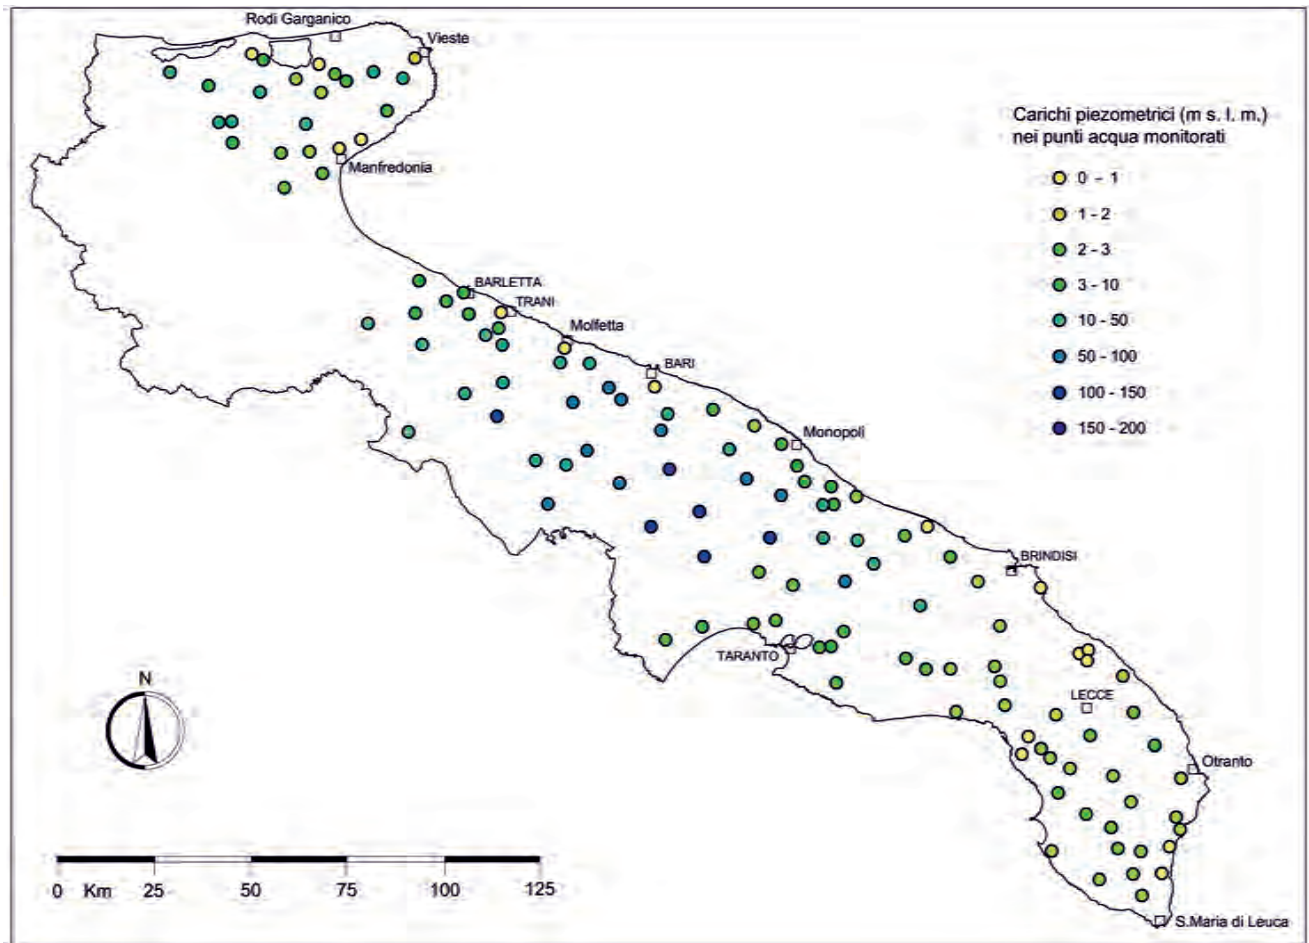 Rodi Garganico
Vieste
Manfredonia
BARLETTA
TRANI
Molfetta
BARI
Monopoli
BRINDISI
TARANTO
LECCE
Otranto
S.Maria di Leuca
Carichi piezometrici (m s. l. m.)
nei punti acqua monitorati
0 - 1
1 - 2
2 - 3
3 - 10
10 - 50
50 - 100
100 - 150
150 - 200
N
0 Km 25 50 75 100 125